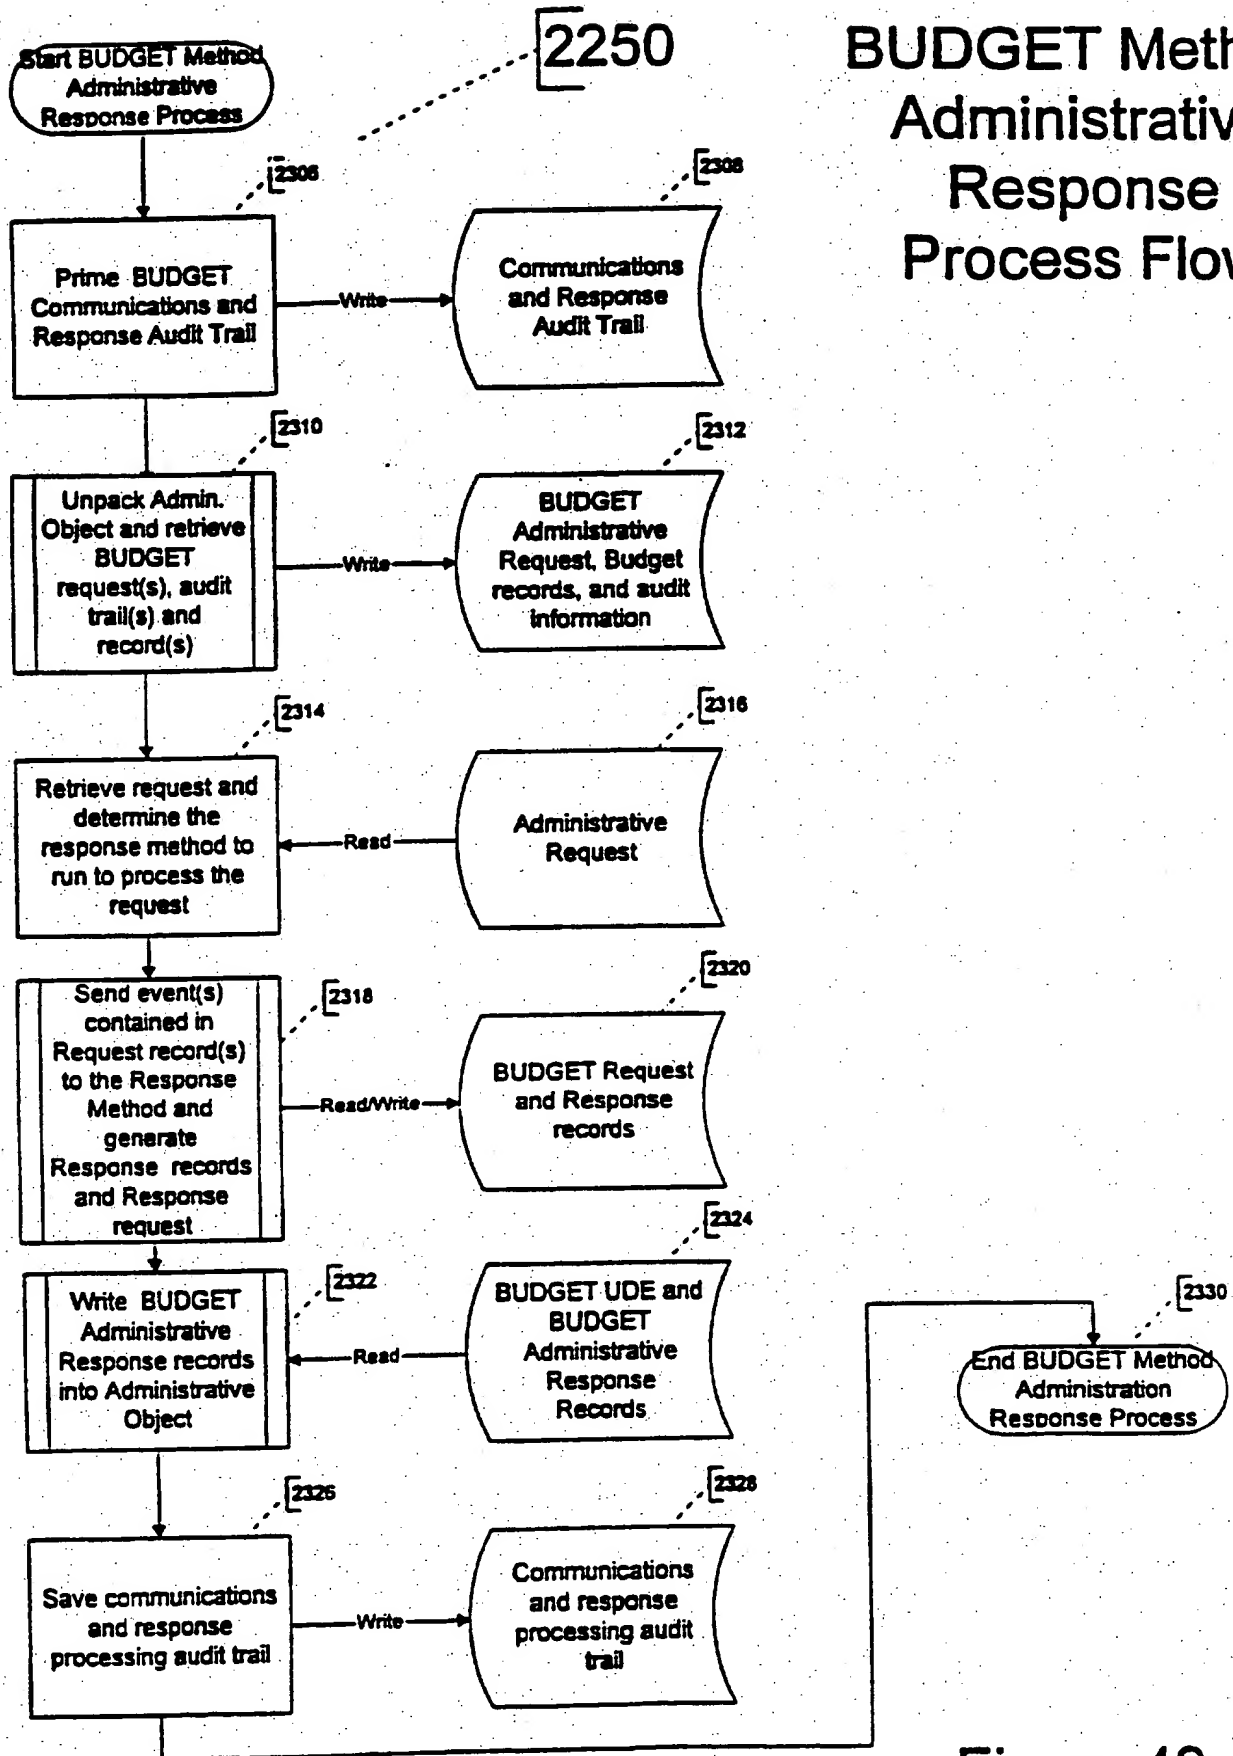 2250
BUDGET Meth
Administrativ
Response
Process Flow
Start BUDGET Method
Administrative
Response Process
2306
Prime BUDGET
Communications and
Response Audit Trail
Write
2308
Communications
and Response
Audit Trail
2310
Unpack Admin.
Object and retrieve
BUDGET
request(s), audit
trail(s) and
record(s)
Write
2312
BUDGET
Administrative
Request, Budget
records, and audit
information
2314
Retrieve request and
determine the
response method to
run to process the
request
Read
2316
Administrative
Request
2318
Send event(s)
contained in
Request record(s)
to the Response
Method and
generate
Response records
and Response
request
Read/Write
2320
BUDGET Request
and Response
records
2322
Write BUDGET
Administrative
Response records
into Administrative
Object
Read
2324
BUDGET UDE and
BUDGET
Administrative
Response
Records
2326
Save communications
and response
processing audit trail
Write
2328
Communications
and response
processing audit
trail
2330
End BUDGET Method
Administration
Response Process